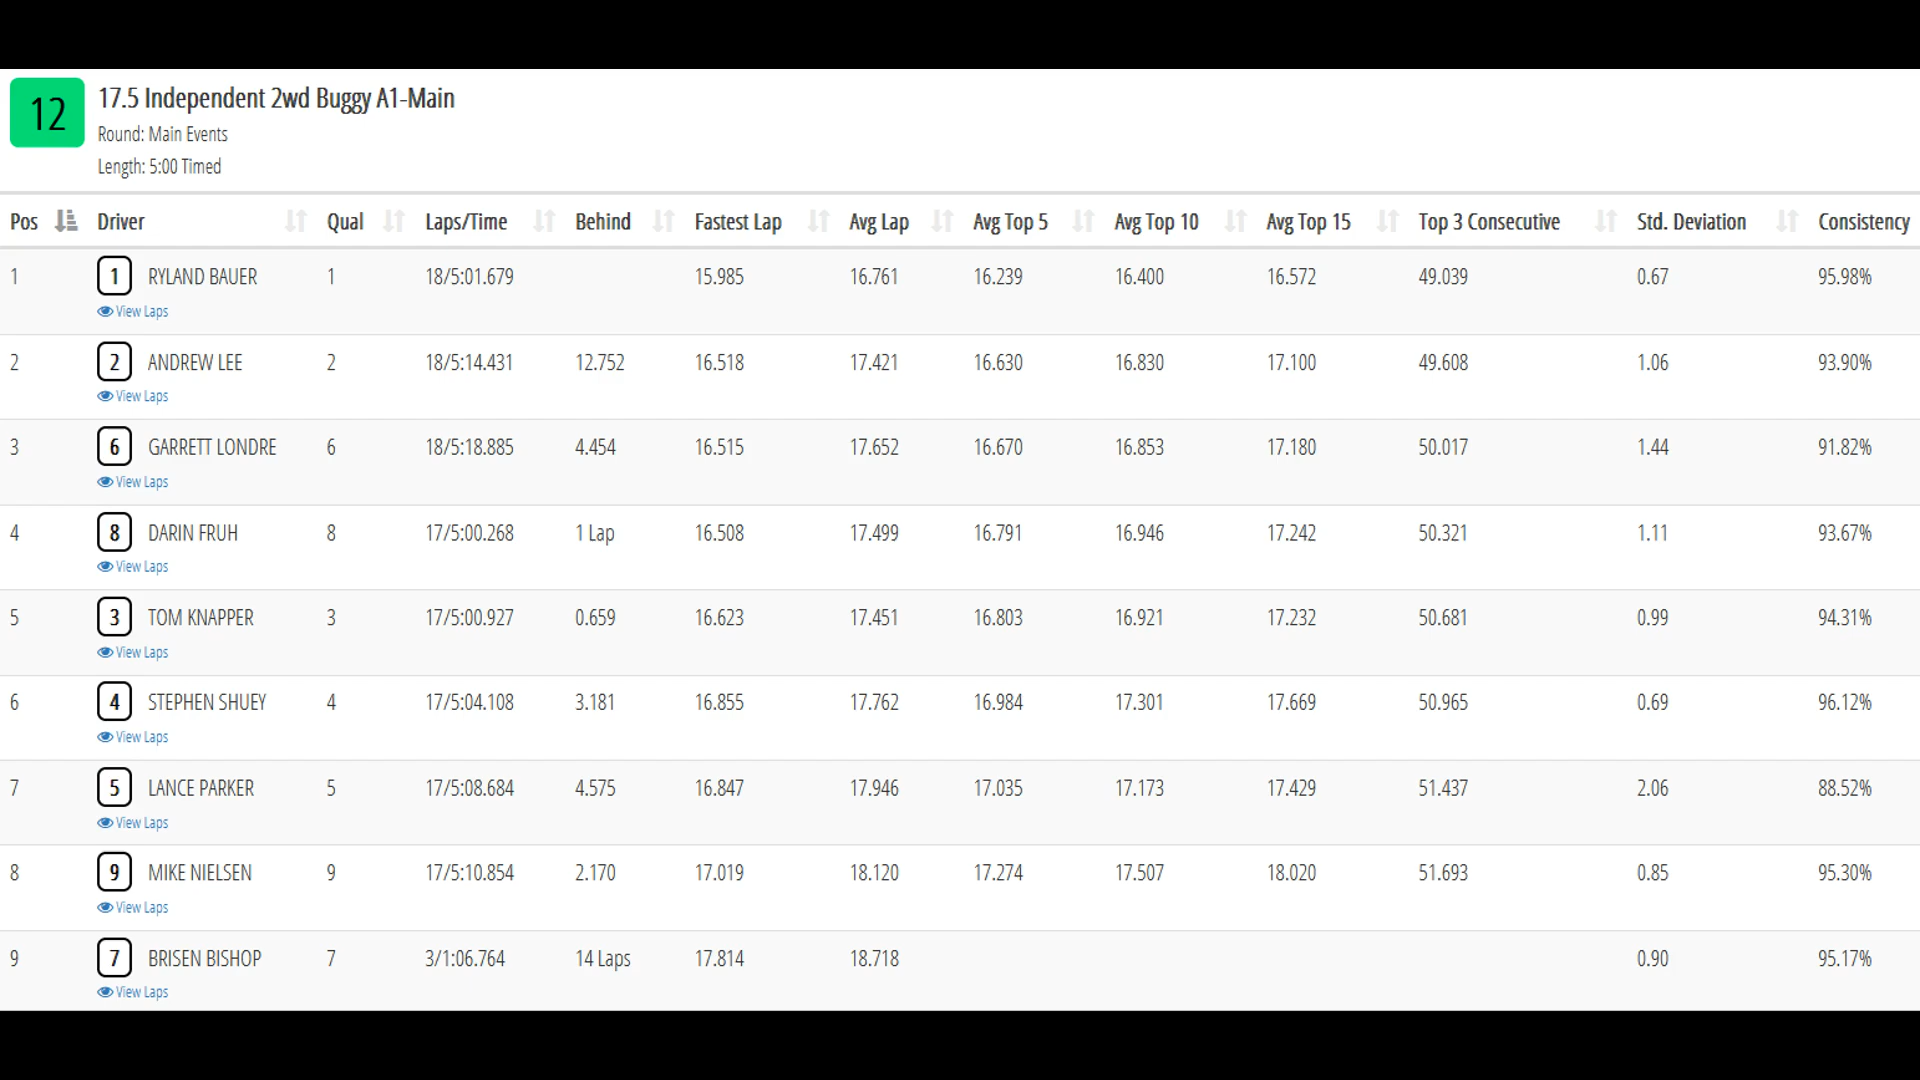 12
17.5 Independent 2wd Buggy A1-Main
Round: Main Events
Length: 5:00 Timed
Pos Driver Qual Laps/Time Behind Fastest Lap Avg Lap Avg Top 5 Avg Top 10 Avg Top 15 Top 3 Consecutive Std. Deviation Consistency
1 1 RYLAND BAUER 1 18/5:01.679 15.985 16.761 16.239 16.400 16.572 49.039 0.67 95.98%
View Laps
2 2 ANDREW LEE 2 18/5:14.431 12.752 16.518 17.421 16.630 16.830 17.100 49.608 1.06 93.90%
View Laps
3 6 GARRETT LONDRE 6 18/5:18.885 4.454 16.515 17.652 16.670 16.853 17.180 50.017 1.44 91.82%
View Laps
4 8 DARIN FRUH 8 17/5:00.268 1 Lap 16.508 17.499 16.791 16.946 17.242 50.321 1.11 93.67%
View Laps
5 3 TOM KNAPPER 3 17/5:00.927 0.659 16.623 17.451 16.803 16.921 17.232 50.681 0.99 94.31%
View Laps
6 4 STEPHEN SHUEY 4 17/5:04.108 3.181 16.855 17.762 16.984 17.301 17.669 50.965 0.69 96.12%
View Laps
7 5 LANCE PARKER 5 17/5:08.684 4.575 16.847 17.946 17.035 17.173 17.429 51.437 2.06 88.52%
View Laps
8 9 MIKE NIELSEN 9 17/5:10.854 2.170 17.019 18.120 17.274 17.507 18.020 51.693 0.85 95.30%
View Laps
9 7 BRISEN BISHOP 7 3/1:06.764 14 Laps 17.814 18.718 0.90 95.17%
View Laps